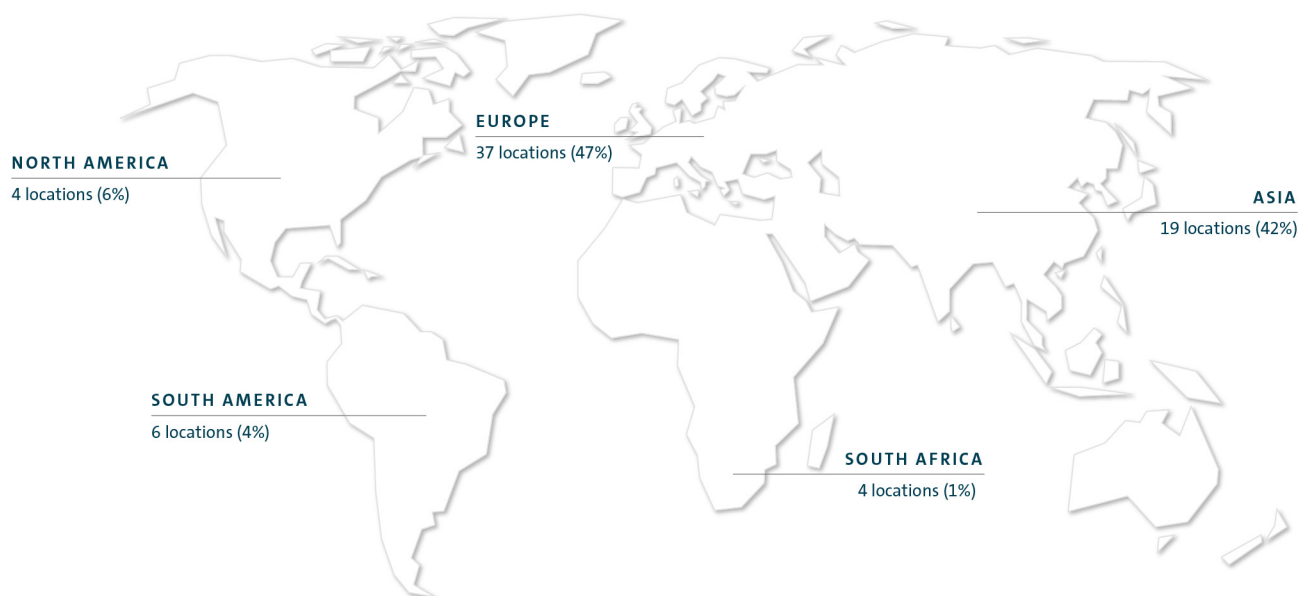 EUROPE
37 locations (47%)
NORTH AMERICA
4 locations (6%)
ASIA
19 locations (42%)
SOUTH AMERICA
6 locations (4%)
SOUTH AFRICA
4 locations (1%)